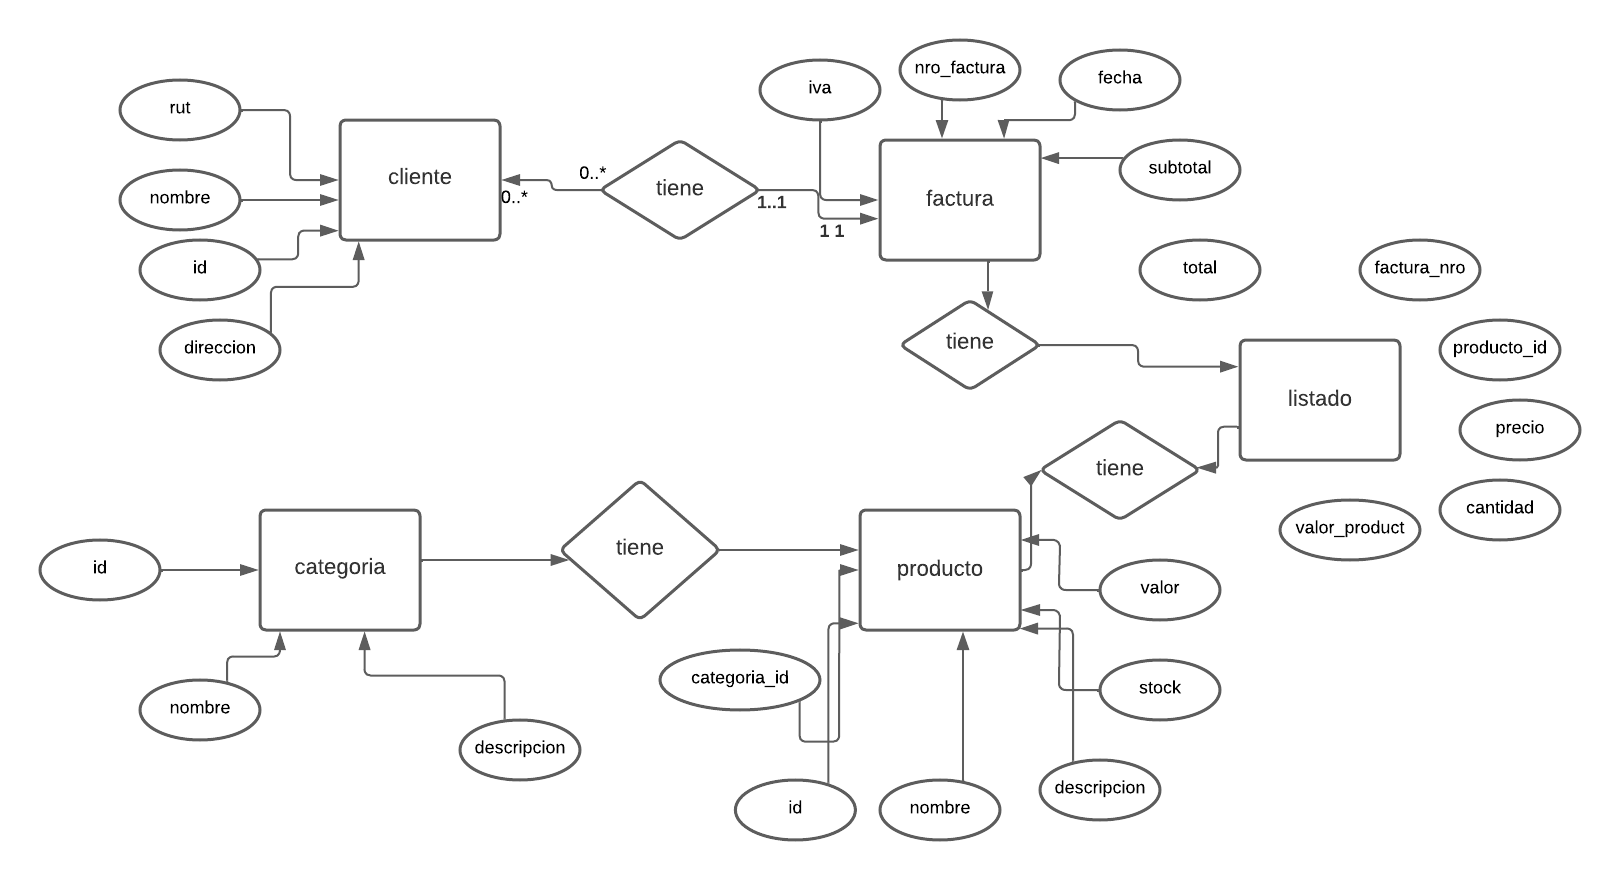 nro_factura
fecha
iva
rut
subtotal
0..*
cliente
tiene
nombre
0..*
1..1
factura
1 1
id
total
factura_nro
direccion
tiene
producto_id
listado
precio
tiene
cantidad
valor_product
tiene
categoria
id
producto
valor
categoria_id
stock
nombre
descripcion
descripcion
id
nombre